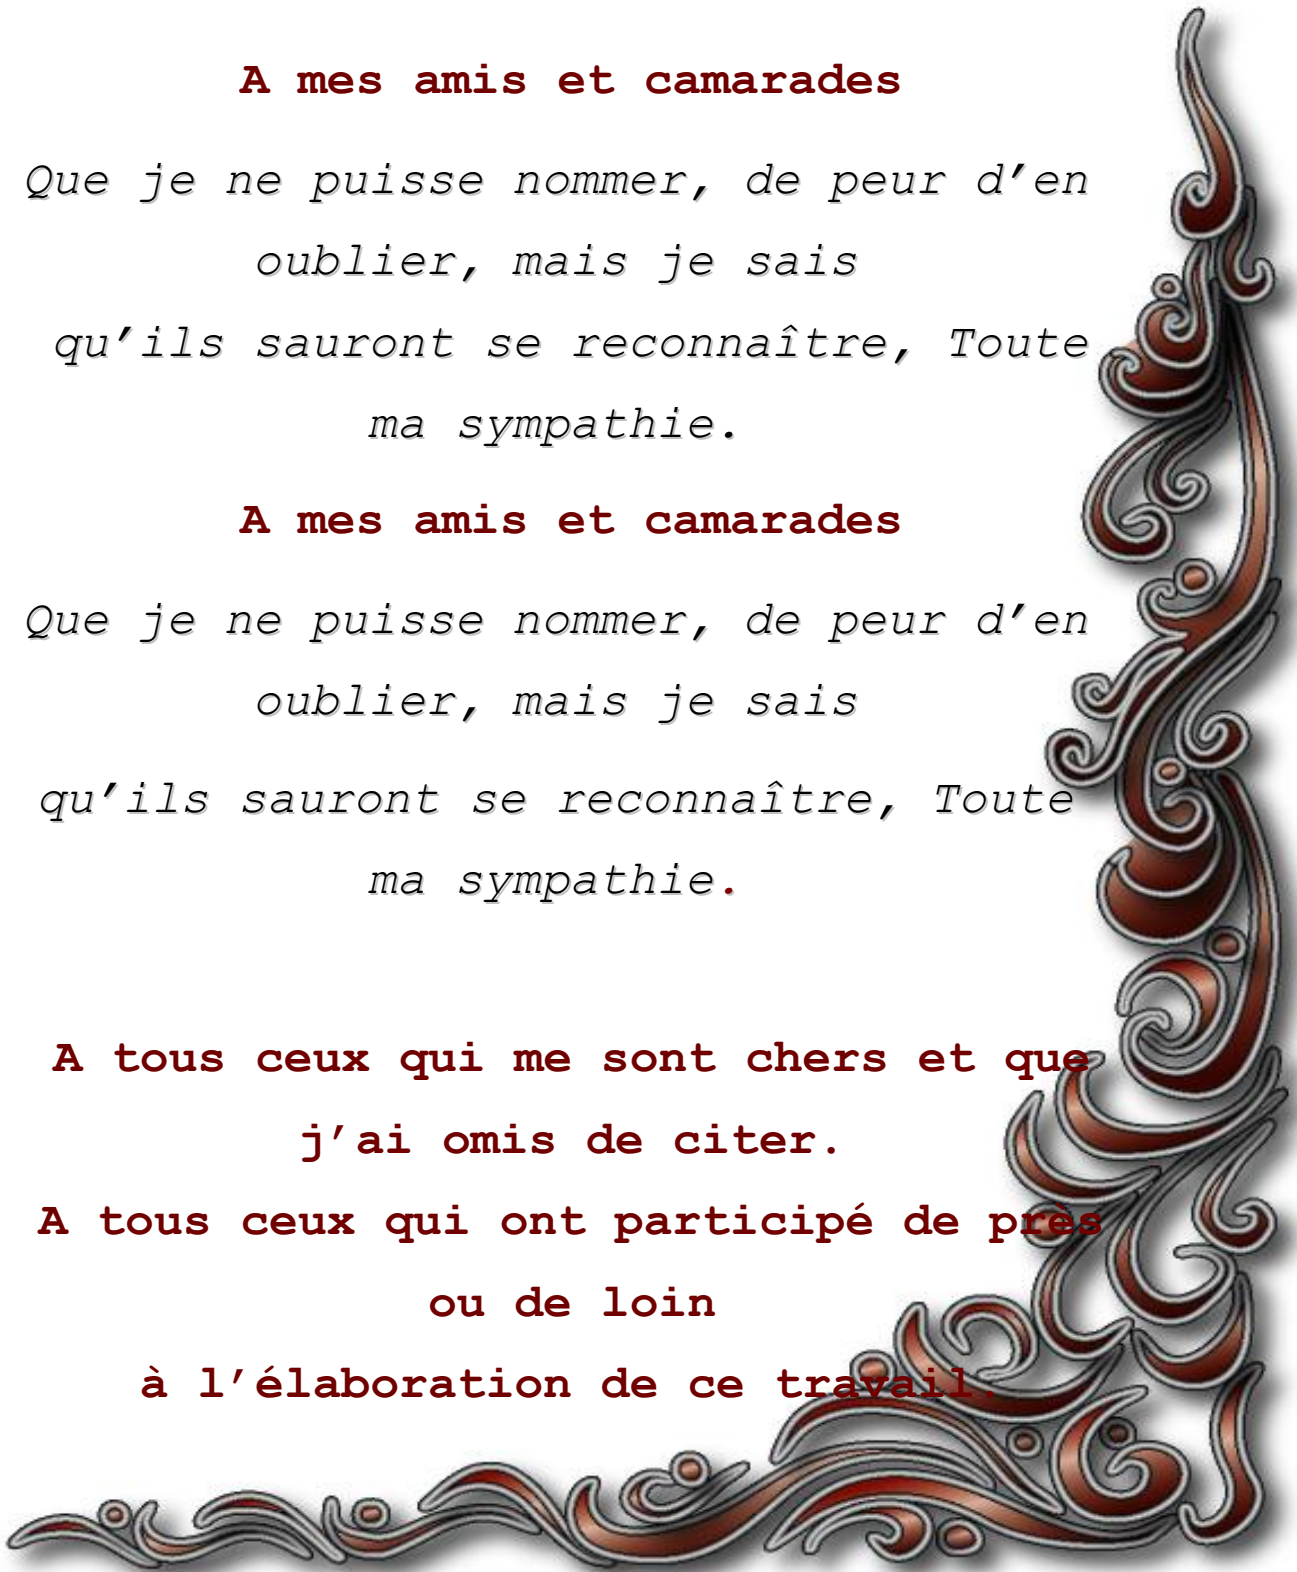 A mes amis et camarades
Que je ne puisse nommer, de peur d’en
oublier, mais je sais
qu’ils sauront se reconnaître, Toute
ma sympathie.
A mes amis et camarades
Que je ne puisse nommer, de peur d’en
oublier, mais je sais
qu’ils sauront se reconnaître, Toute
ma sympathie.
A tous ceux qui me sont chers et que
j’ai omis de citer.
A tous ceux qui ont participé de près
ou de loin
à l’élaboration de ce travail.